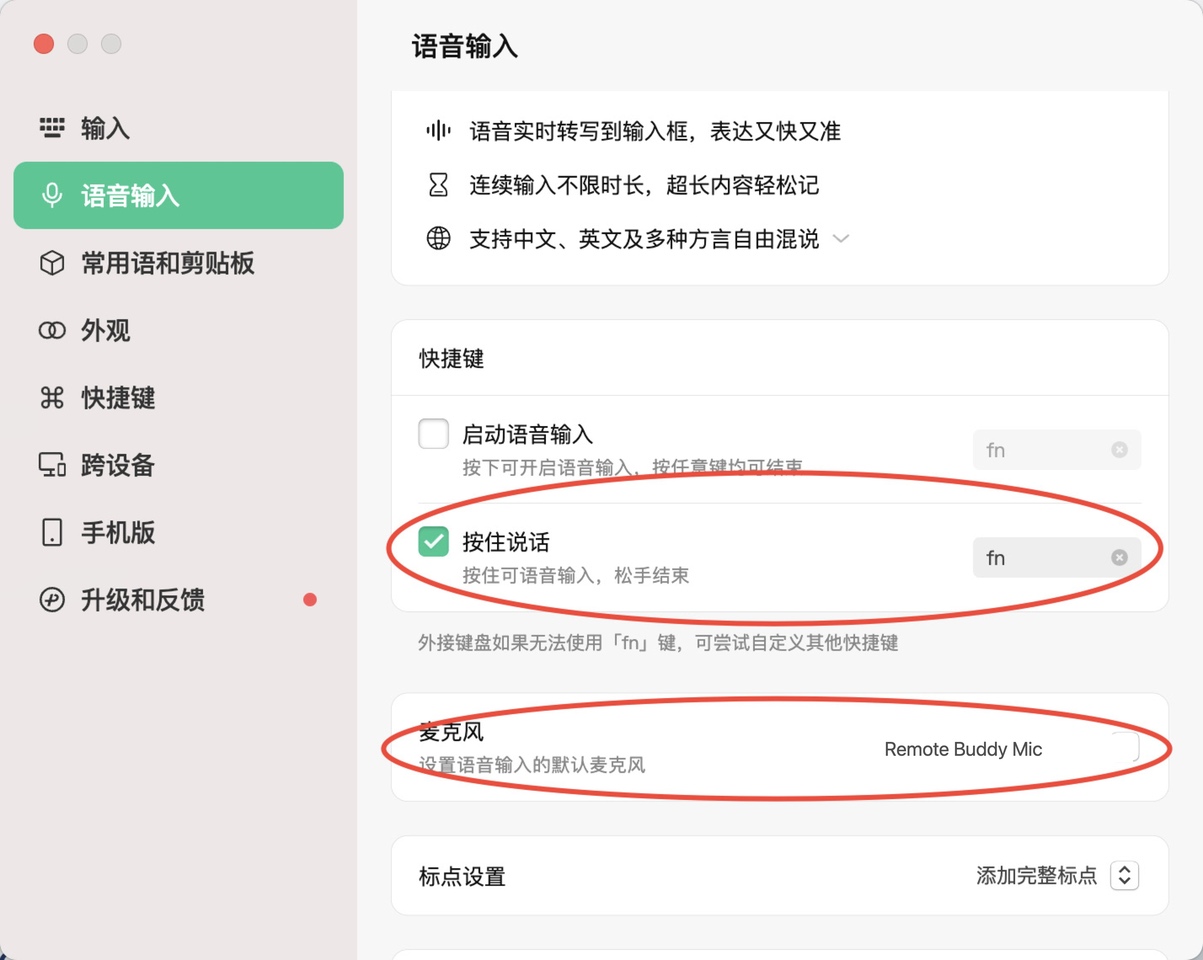 语音输入
输入
语音输入
常用语和剪贴板
外观
快捷键
跨设备
手机版
升级和反馈
语音实时转写到输入框，表达又快又准
连续输入不限时长，超长内容轻松记
支持中文、英文及多种方言自由混说
快捷键
启动语音输入
fn
按下可开启语音输入，按任意键均可结束
按住说话
fn
按住可语音输入，松手结束
外接键盘如果无法使用「fn」键，可尝试自定义其他快捷键
麦克风
Remote Buddy Mic
设置语音输入的默认麦克风
标点设置
添加完整标点